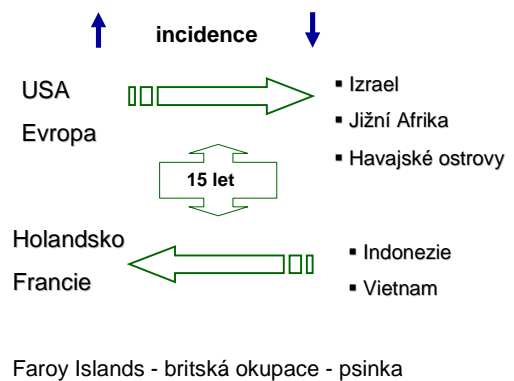 incidence
USA
Evropa
▪ Izrael
▪ Jižní Afrika
▪ Havajské ostrovy
15 let
Holandsko
Francie
▪ Indonezie
▪ Vietnam
Faroy Islands - britská okupace - psinka